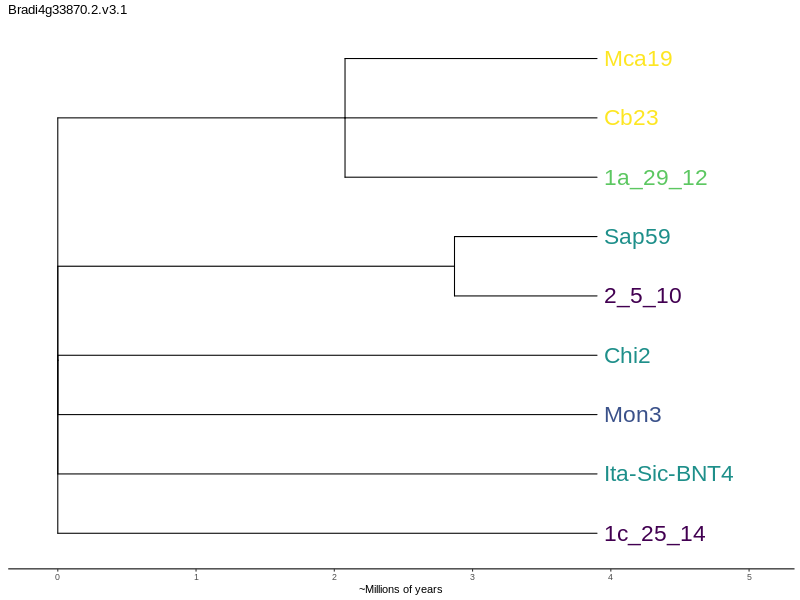 Bradi4g33870.2.v3.1
Mca19
Cb23
1a_29_12
Sap59
2_5_10
Chi2
Mon3
Ita-Sic-BNT4
1c_25_14
0 1 2 3 4 5
~Millions of years